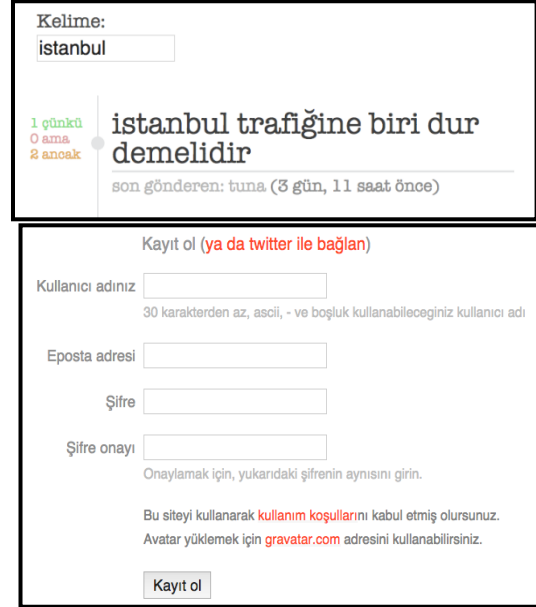 Kelime:
istanbul
1 çünkü
0 ama
2 ancak
istanbul trafiğine biri dur
demelidir
son gönderen: tuna (3 gün, 11 saat önce)
Kayıt ol (ya da twitter ile bağlan)
Kullanıcı adınız
30 karakterden az, ascii, - ve boşluk kullanabileceginiz kullanıcı adı
Eposta adresi
Şifre
Şifre onayı
Onaylamak için, yukarıdaki şifrenin aynısını girin.
Bu siteyi kullanarak kullanım koşullarını kabul etmiş olursunuz.
Avatar yüklemek için gravatar.com adresini kullanabilirsiniz.
Kayıt ol